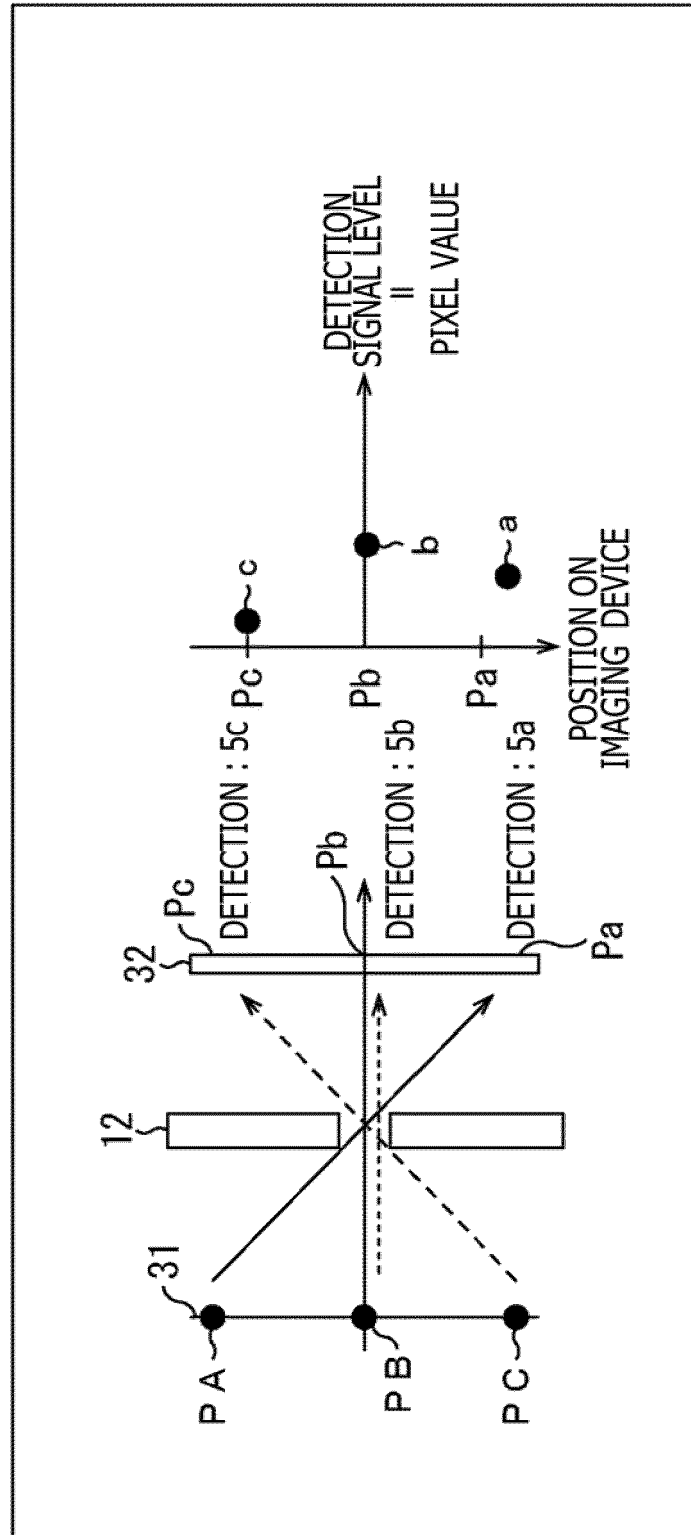 31
P A
P B
P C
12
32
Pc
Pb
Pa
DETECTION : 5c
DETECTION : 5b
DETECTION : 5a
Pc
Pb
Pa
c
b
a
POSITION ON
IMAGING DEVICE
DETECTION
SIGNAL LEVEL
=
PIXEL VALUE